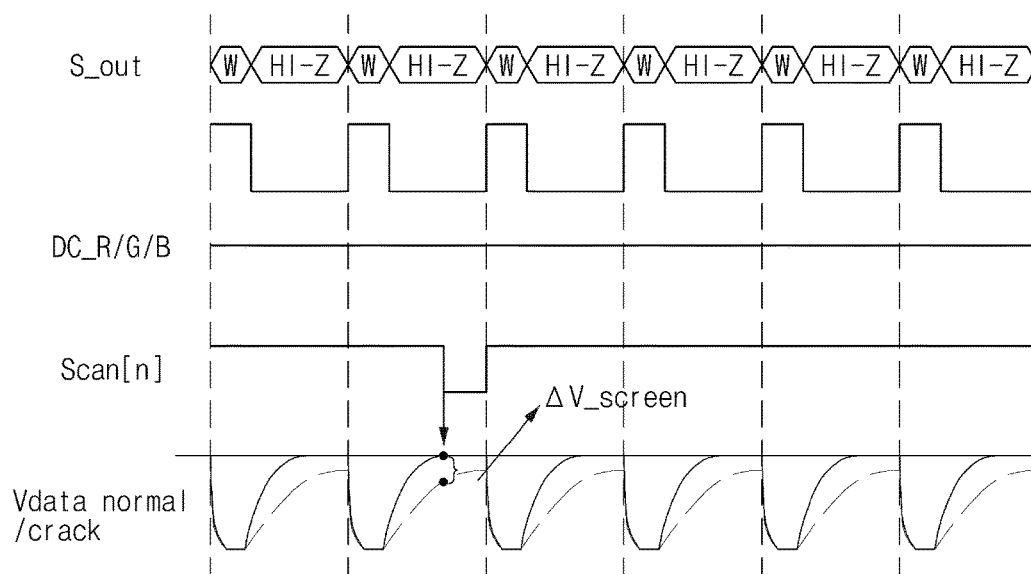 S_out W HI-Z W HI-Z W HI-Z W HI-Z W HI-Z W HI-Z
DC_R/G/B
Scan[n]
ΔV_screen
Vdata normal
/crack